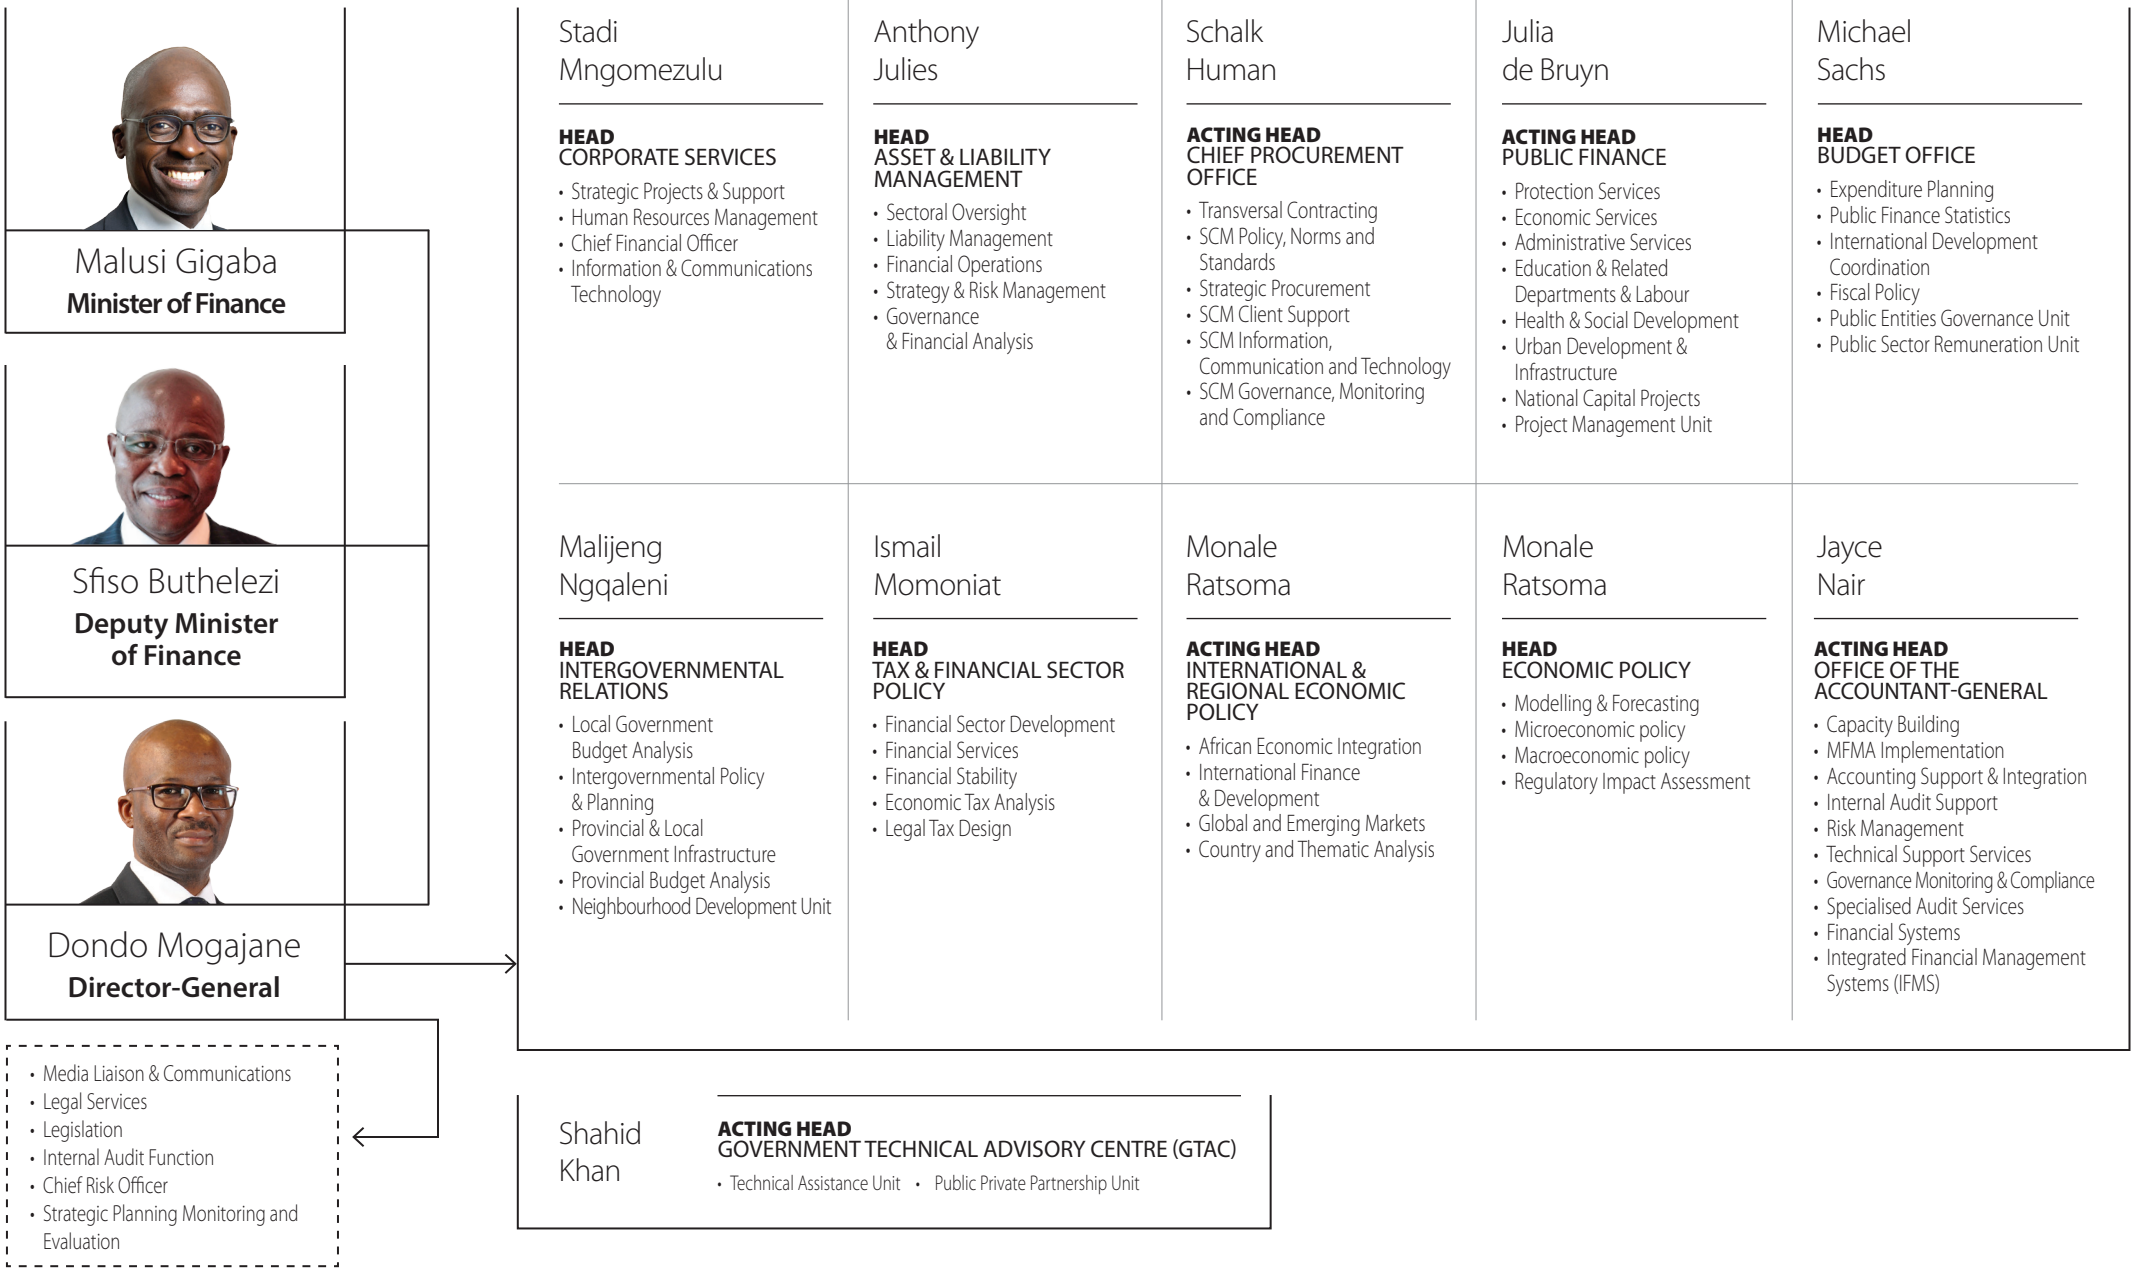 Malusi Gigaba
Minister of Finance
Sfiso Buthelezi
Deputy Minister
of Finance
Dondo Mogajane
Director-General
• Media Liaison & Communications
• Legal Services
• Legislation
• Internal Audit Function
• Chief Risk Officer
• Strategic Planning Monitoring and
Evaluation
Stadi
Mngomezulu
HEAD
CORPORATE SERVICES
• Strategic Projects & Support
• Human Resources Management
• Chief Financial Officer
• Information & Communications
Technology
Anthony
Julies
HEAD
ASSET & LIABILITY
MANAGEMENT
• Sectoral Oversight
• Liability Management
• Financial Operations
• Strategy & Risk Management
• Governance
& Financial Analysis
Schalk
Human
ACTING HEAD
CHIEF PROCUREMENT
OFFICE
• Transversal Contracting
• SCM Policy, Norms and
Standards
• Strategic Procurement
• SCM Client Support
• SCM Information,
Communication and Technology
• SCM Governance, Monitoring
and Compliance
Julia
de Bruyn
ACTING HEAD
PUBLIC FINANCE
• Protection Services
• Economic Services
• Administrative Services
• Education & Related
Departments & Labour
• Health & Social Development
• Urban Development &
Infrastructure
• National Capital Projects
• Project Management Unit
Michael
Sachs
HEAD
BUDGET OFFICE
• Expenditure Planning
• Public Finance Statistics
• International Development
Coordination
• Fiscal Policy
• Public Entities Governance Unit
• Public Sector Remuneration Unit
Malijeng
Ngqaleni
HEAD
INTERGOVERNMENTAL
RELATIONS
• Local Government
Budget Analysis
• Intergovernmental Policy
& Planning
• Provincial & Local
Government Infrastructure
• Provincial Budget Analysis
• Neighbourhood Development Unit
Ismail
Momoniat
HEAD
TAX & FINANCIAL SECTOR
POLICY
• Financial Sector Development
• Financial Services
• Financial Stability
• Economic Tax Analysis
• Legal Tax Design
Monale
Ratsoma
ACTING HEAD
INTERNATIONAL &
REGIONAL ECONOMIC
POLICY
• African Economic Integration
• International Finance
& Development
• Global and Emerging Markets
• Country and Thematic Analysis
Monale
Ratsoma
HEAD
ECONOMIC POLICY
• Modelling & Forecasting
• Microeconomic policy
• Macroeconomic policy
• Regulatory Impact Assessment
Jayce
Nair
ACTING HEAD
OFFICE OF THE
ACCOUNTANT-GENERAL
• Capacity Building
• MFMA Implementation
• Accounting Support & Integration
• Internal Audit Support
• Risk Management
• Technical Support Services
• Governance Monitoring & Compliance
• Specialised Audit Services
• Financial Systems
• Integrated Financial Management
Systems (IFMS)
Shahid
Khan
ACTING HEAD
GOVERNMENT TECHNICAL ADVISORY CENTRE (GTAC)
• Technical Assistance Unit • Public Private Partnership Unit